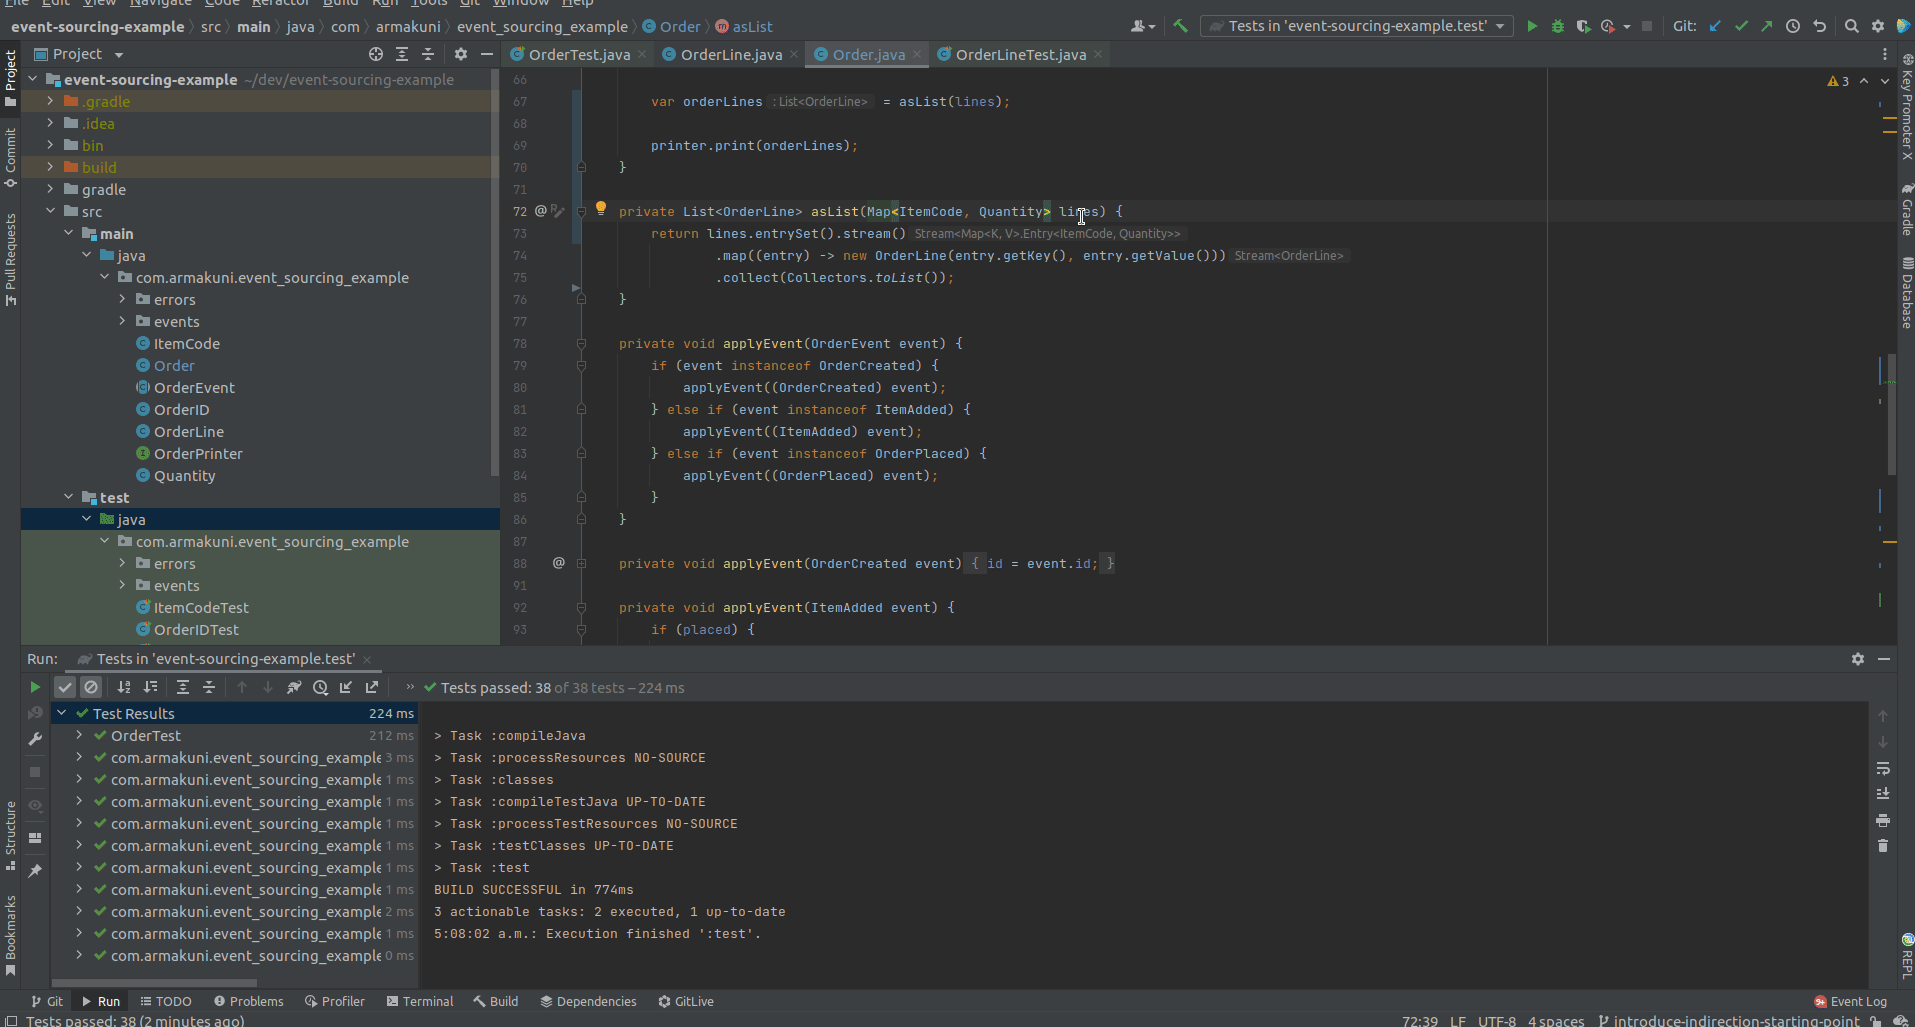 File Edit View Navigate Code Refactor Build Run Tools Git Window Help
event-sourcing-example src main java com armakuni event_sourcing_example Order asList
Tests in 'event-sourcing-example.test'
Git:
Project
OrderTest.java
OrderLine.java
Order.java
OrderLineTest.java
Project
Commit
Pull Requests
Structure
Bookmarks
event-sourcing-example ~/dev/event-sourcing-example
.gradle
.idea
bin
build
gradle
src
main
java
com.armakuni.event_sourcing_example
errors
events
ItemCode
Order
OrderEvent
OrderID
OrderLine
OrderPrinter
Quantity
test
java
com.armakuni.event_sourcing_example
errors
events
ItemCodeTest
OrderIDTest
3
66
67 var orderLines : List<OrderLine> = asList(lines);
68
69 printer.print(orderLines);
70 }
71
72 private List<OrderLine> asList(Map<ItemCode, Quantity> lines) {
73 return lines.entrySet().stream() Stream<Map<K, V>.Entry<ItemCode, Quantity>>
74 .map((entry) -> new OrderLine(entry.getKey(), entry.getValue())) Stream<OrderLine>
75 .collect(Collectors.toList());
76 }
77
78 private void applyEvent(OrderEvent event) {
79 if (event instanceof OrderCreated) {
80 applyEvent((OrderCreated) event);
81 } else if (event instanceof ItemAdded) {
82 applyEvent((ItemAdded) event);
83 } else if (event instanceof OrderPlaced) {
84 applyEvent((OrderPlaced) event);
85 }
86 }
87
88 @ private void applyEvent(OrderCreated event) { id = event.id; }
91
92 private void applyEvent(ItemAdded event) {
93 if (placed) {
Key Promoter X
Gradle
Database
REPL
Run: Tests in 'event-sourcing-example.test'
Tests passed: 38 of 38 tests – 224 ms
Test Results 224 ms
OrderTest 212 ms
com.armakuni.event_sourcing_example 3 ms
com.armakuni.event_sourcing_example 1 ms
com.armakuni.event_sourcing_example 1 ms
com.armakuni.event_sourcing_example 1 ms
com.armakuni.event_sourcing_example 1 ms
com.armakuni.event_sourcing_example 1 ms
com.armakuni.event_sourcing_example 1 ms
com.armakuni.event_sourcing_example 2 ms
com.armakuni.event_sourcing_example 1 ms
com.armakuni.event_sourcing_example 0 ms
> Task :compileJava
> Task :processResources NO-SOURCE
> Task :classes
> Task :compileTestJava UP-TO-DATE
> Task :processTestResources NO-SOURCE
> Task :testClasses UP-TO-DATE
> Task :test
BUILD SUCCESSFUL in 774ms
3 actionable tasks: 2 executed, 1 up-to-date
5:08:02 a.m.: Execution finished ':test'.
Git Run TODO Problems Profiler Terminal Build Dependencies GitLive
9+ Event Log
Tests passed: 38 (2 minutes ago)
72:39 LF UTF-8 4 spaces introduce-indirection-starting-point